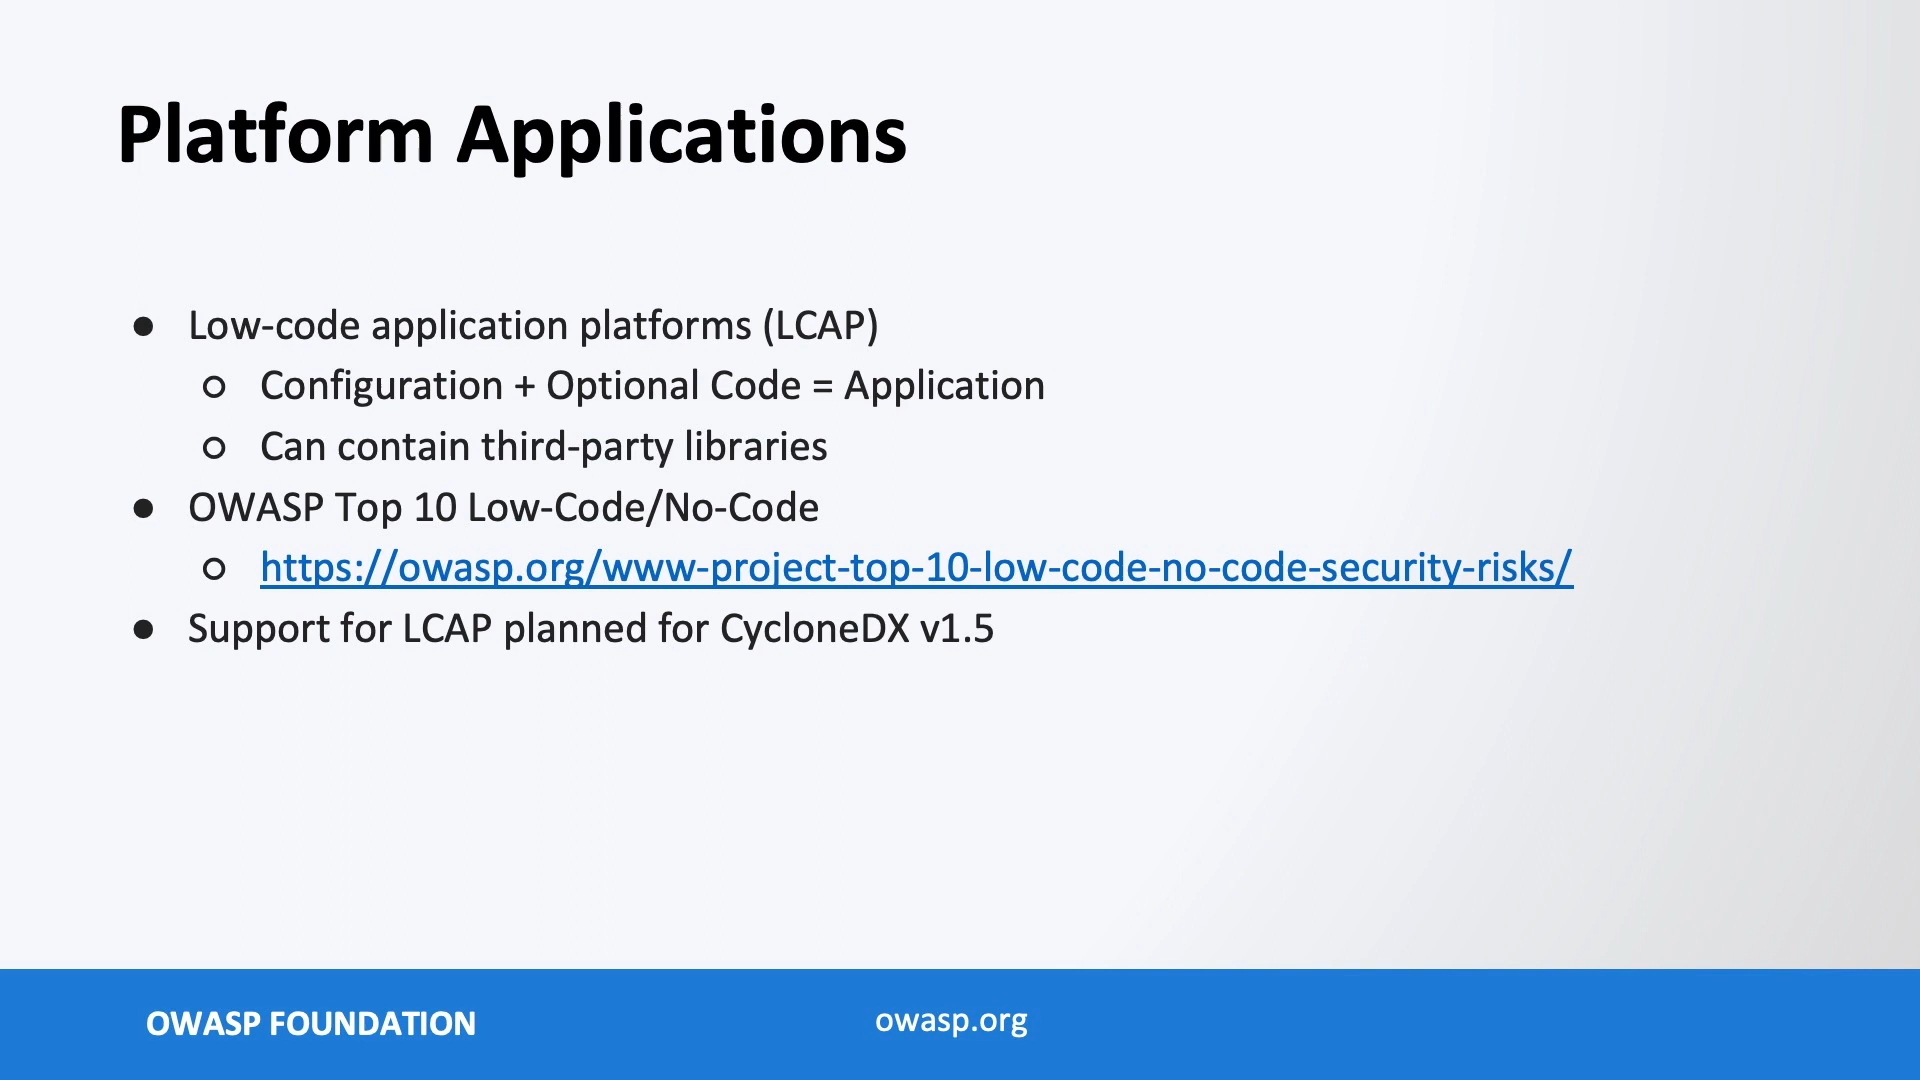 Platform Applications
● Low-code application platforms (LCAP)
○ Configuration + Optional Code = Application
○ Can contain third-party libraries
● OWASP Top 10 Low-Code/No-Code
○ https://owasp.org/www-project-top-10-low-code-no-code-security-risks/
● Support for LCAP planned for CycloneDX v1.5
OWASP FOUNDATION
owasp.org